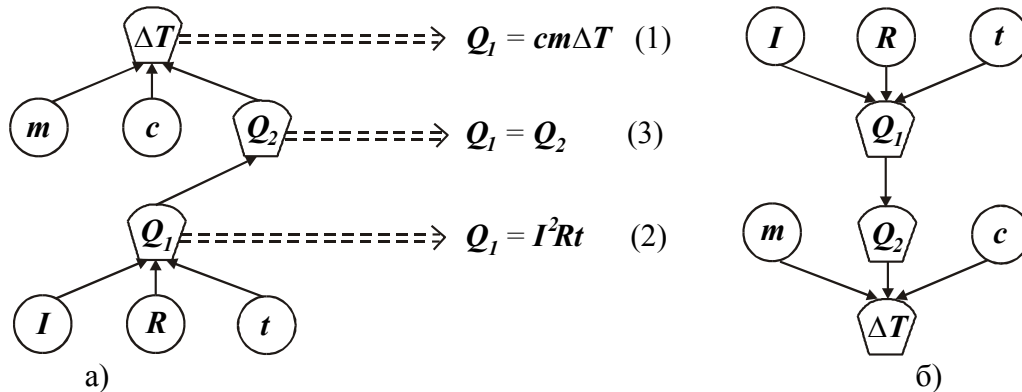 ΔT Q₁ = cmΔT (1)
m c Q₂ Q₁ = Q₂ (3)
Q₁ Q₁ = I²Rt (2)
I R t
а)
I R t
Q₁
m Q₂ c
ΔT
б)